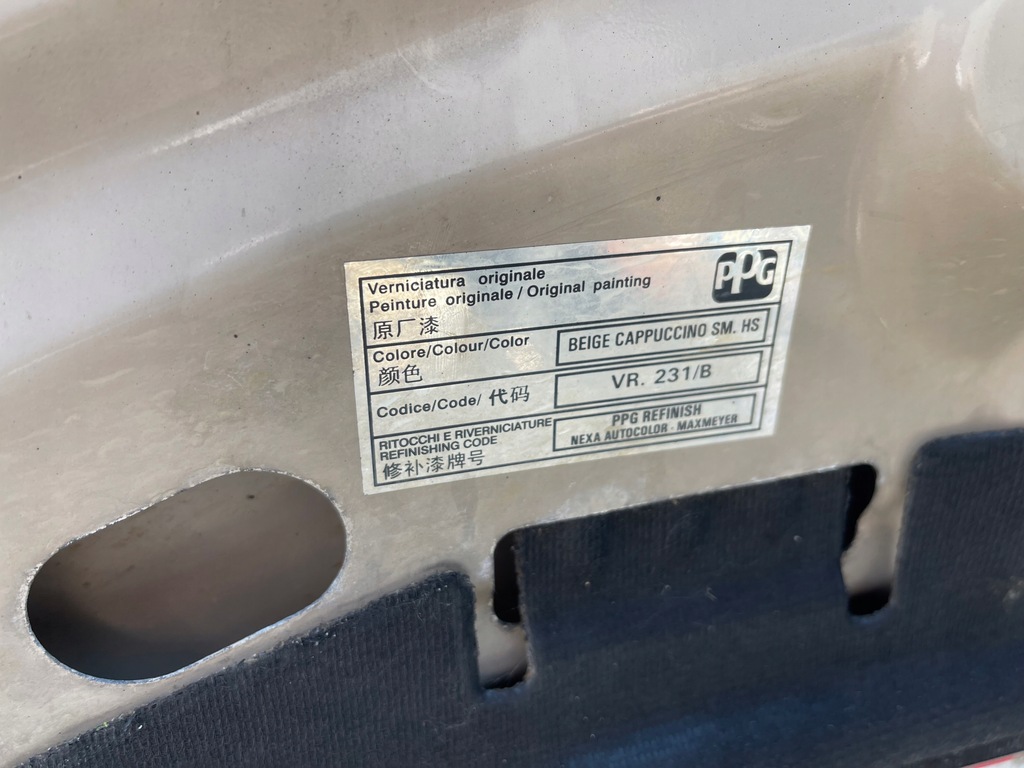 Verniciatura originale
Peinture originale / Original painting
PPG
原厂漆
Colore/Colour/Color
颜色
BEIGE CAPPUCCINO SM. HS
Codice/Code/ 代码
VR. 231/B
RITOCCHI E RIVERNICIATURE
REFINISHING CODE
修补漆牌号
PPG REFINISH
NEXA AUTOCOLOR - MAXMEYER